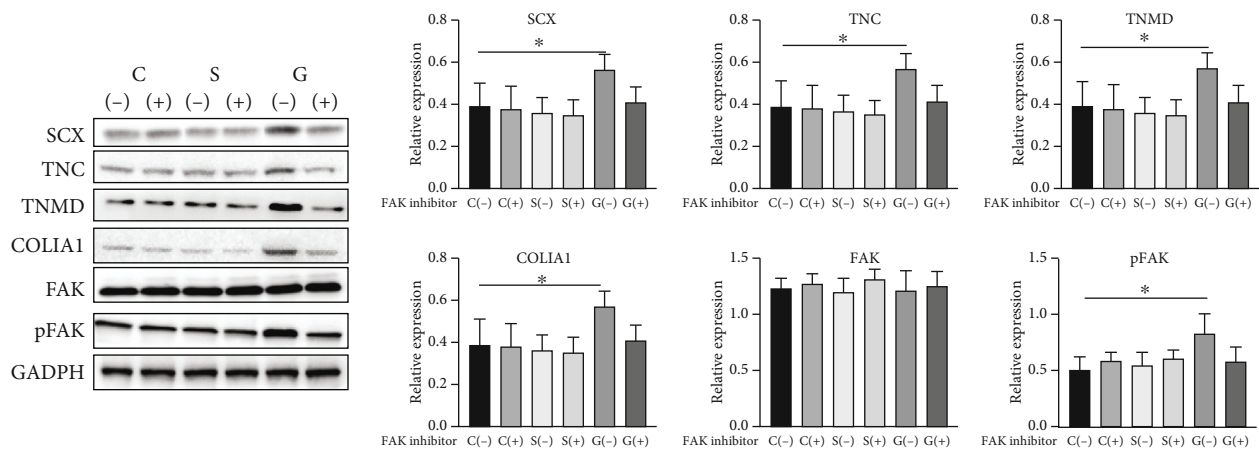 C S G
(−) (+) (−) (+) (−) (+)
SCX
TNC
TNMD
COLIA1
FAK
pFAK
GADPH
SCX
Relative expression
0.8
0.6
0.4
0.2
0.0
*
FAK inhibitor C(−) C(+) S(−) S(+) G(−) G(+)
TNC
Relative expression
0.8
0.6
0.4
0.2
0.0
*
FAK inhibitor C(−) C(+) S(−) S(+) G(−) G(+)
TNMD
Relative expression
0.8
0.6
0.4
0.2
0.0
*
FAK inhibitor C(−) C(+) S(−) S(+) G(−) G(+)
COLIA1
Relative expression
0.8
0.6
0.4
0.2
0.0
*
FAK inhibitor C(−) C(+) S(−) S(+) G(−) G(+)
FAK
Relative expression
1.5
1.0
0.5
0.0
FAK inhibitor C(−) C(+) S(−) S(+) G(−) G(+)
pFAK
Relative expression
1.5
1.0
0.5
0.0
*
FAK inhibitor C(−) C(+) S(−) S(+) G(−) G(+)